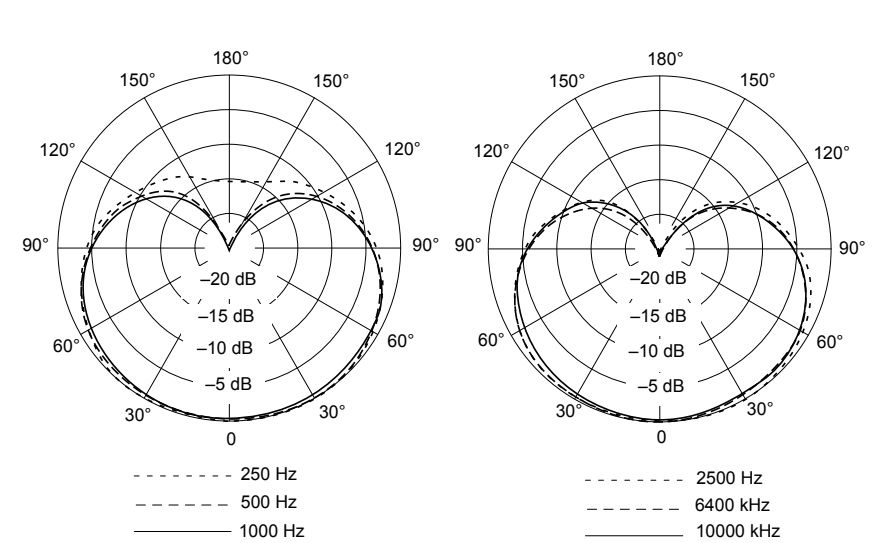 180°
150° 150°
120° 120°
90° 90°
–20 dB
–15 dB
60° 60°
–10 dB
–5 dB
30° 30°
0
250 Hz
500 Hz
1000 Hz
180°
150° 150°
120° 120°
90° 90°
–20 dB
–15 dB
60° 60°
–10 dB
–5 dB
30° 30°
0
2500 Hz
6400 kHz
10000 kHz